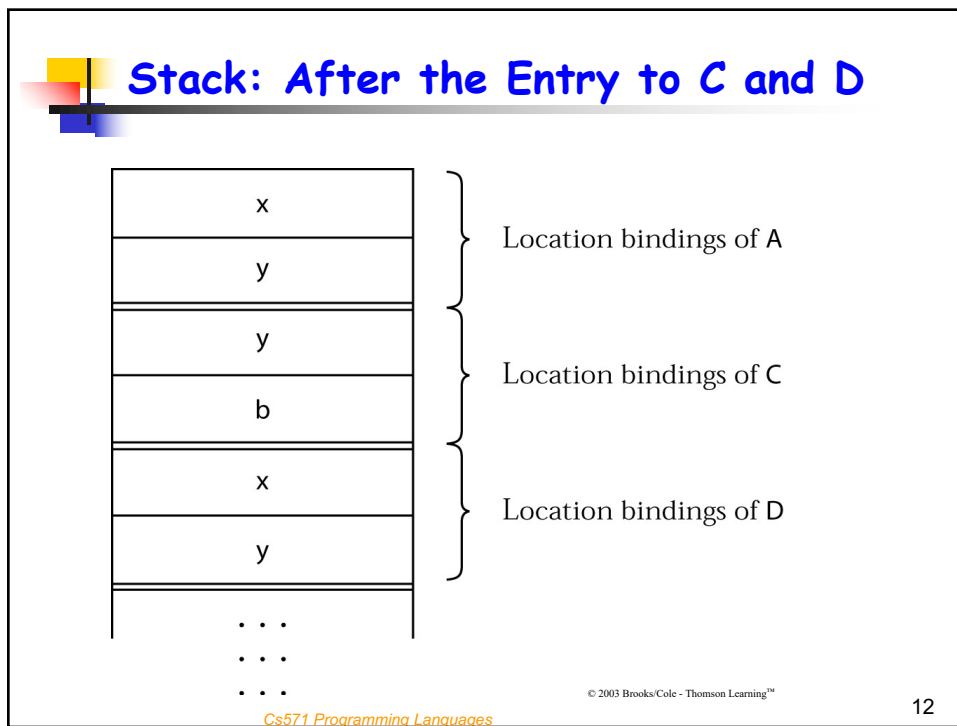 Stack: After the Entry to C and D
x
y
Location bindings of A
y
b
Location bindings of C
x
y
Location bindings of D
. . .
. . .
. . .
© 2003 Brooks/Cole - Thomson Learning™
Cs571 Programming Languages
12